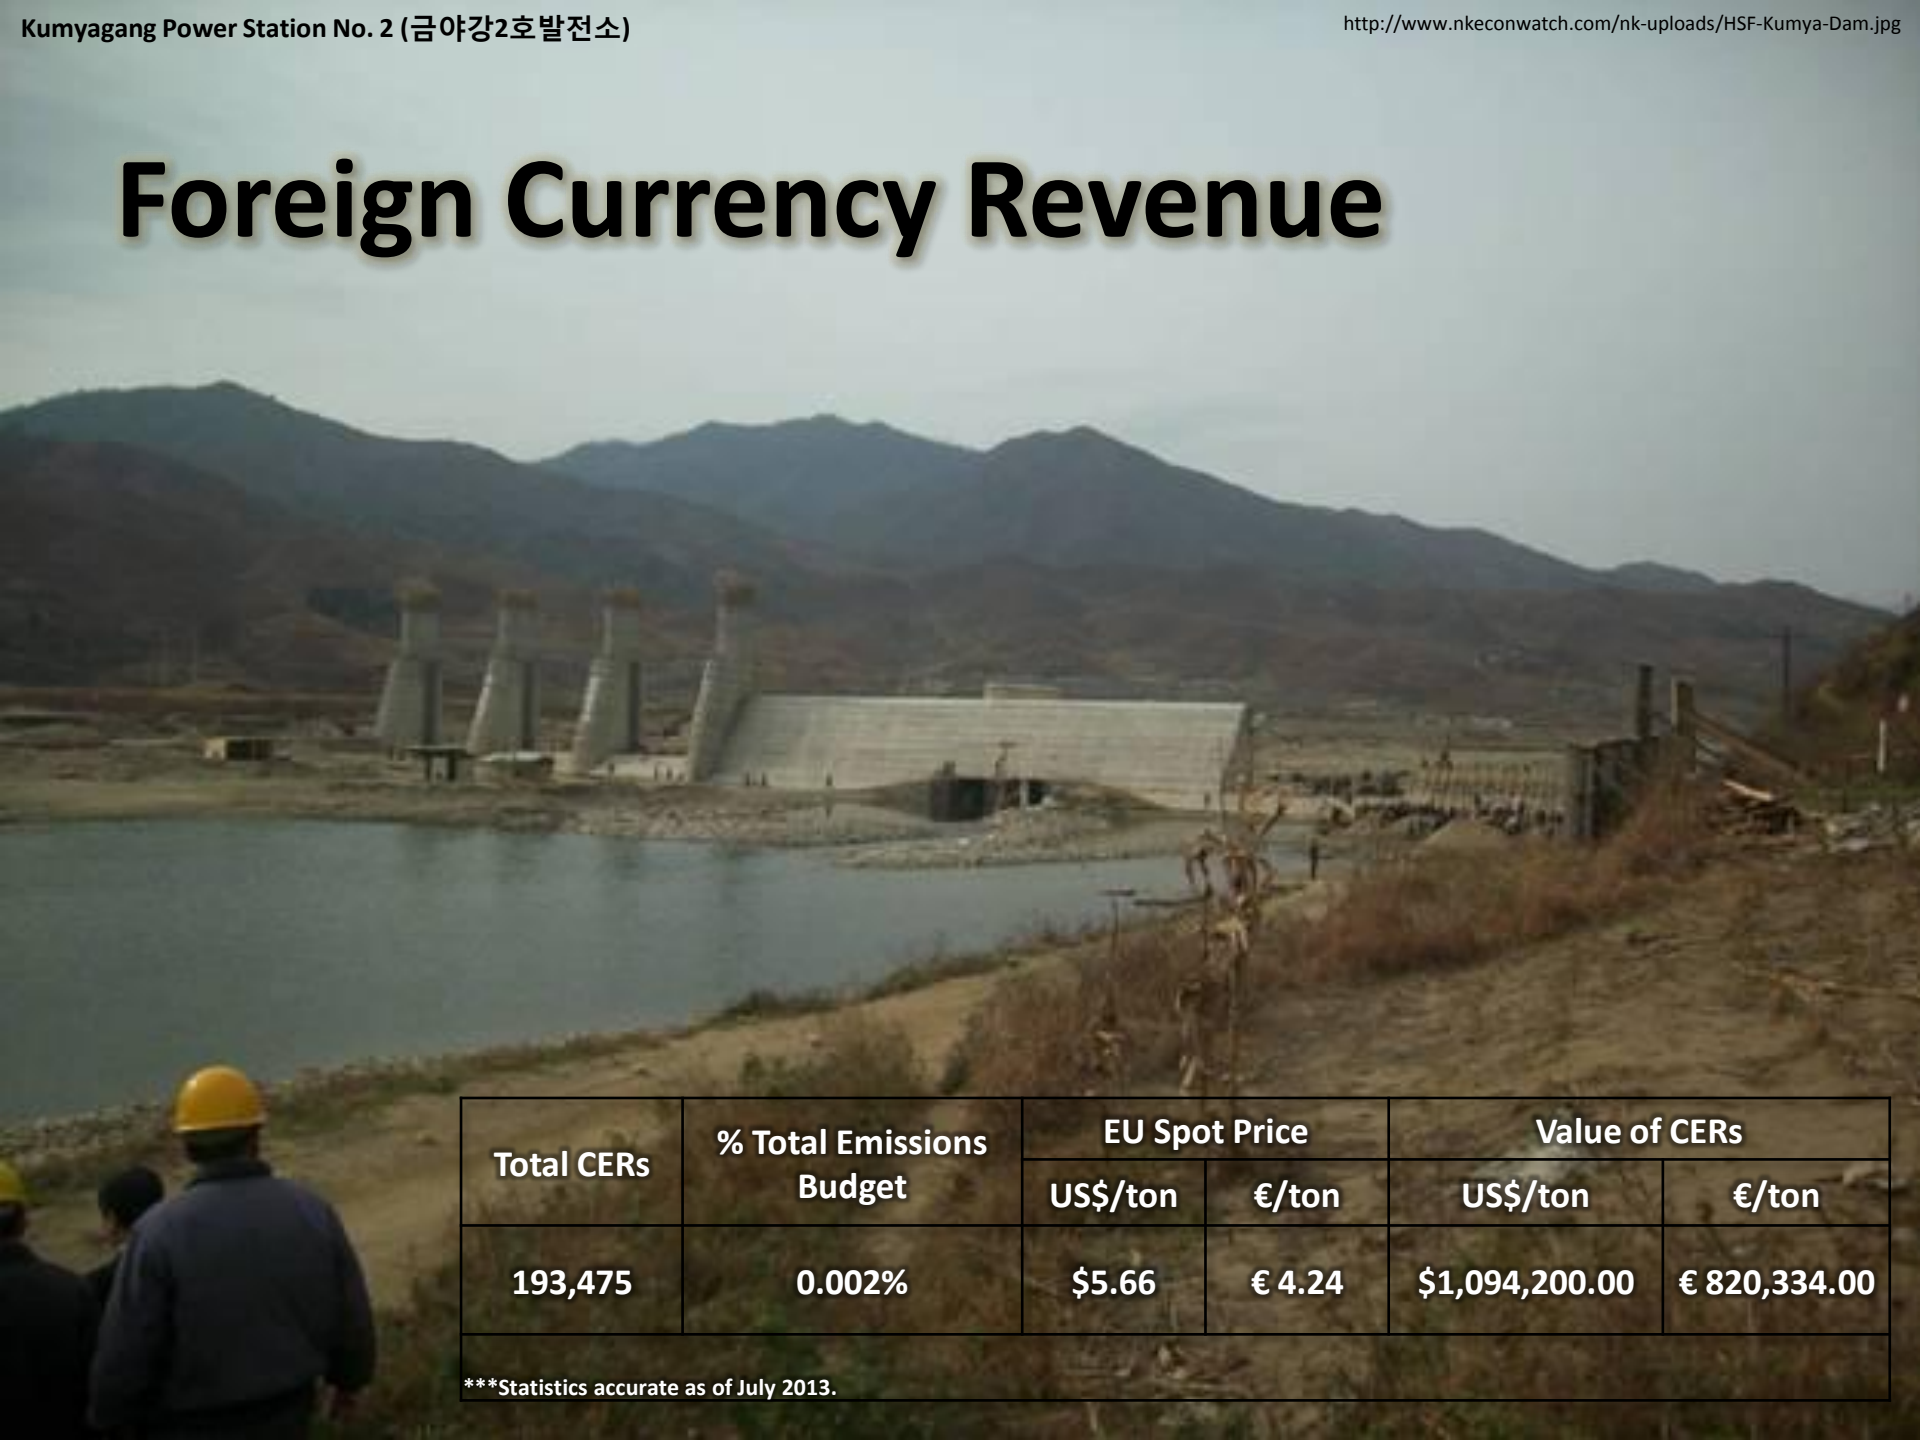 Kumyagang Power Station No. 2 (금야강2호발전소)
http://www.nkeconwatch.com/nk-uploads/HSF-Kumya-Dam.jpg
Foreign Currency Revenue
Total CERs
% Total Emissions
Budget
EU Spot Price
Value of CERs
US$/ton
€/ton
US$/ton
€/ton
193,475
0.002%
$5.66
€ 4.24
$1,094,200.00
€ 820,334.00
***Statistics accurate as of July 2013.